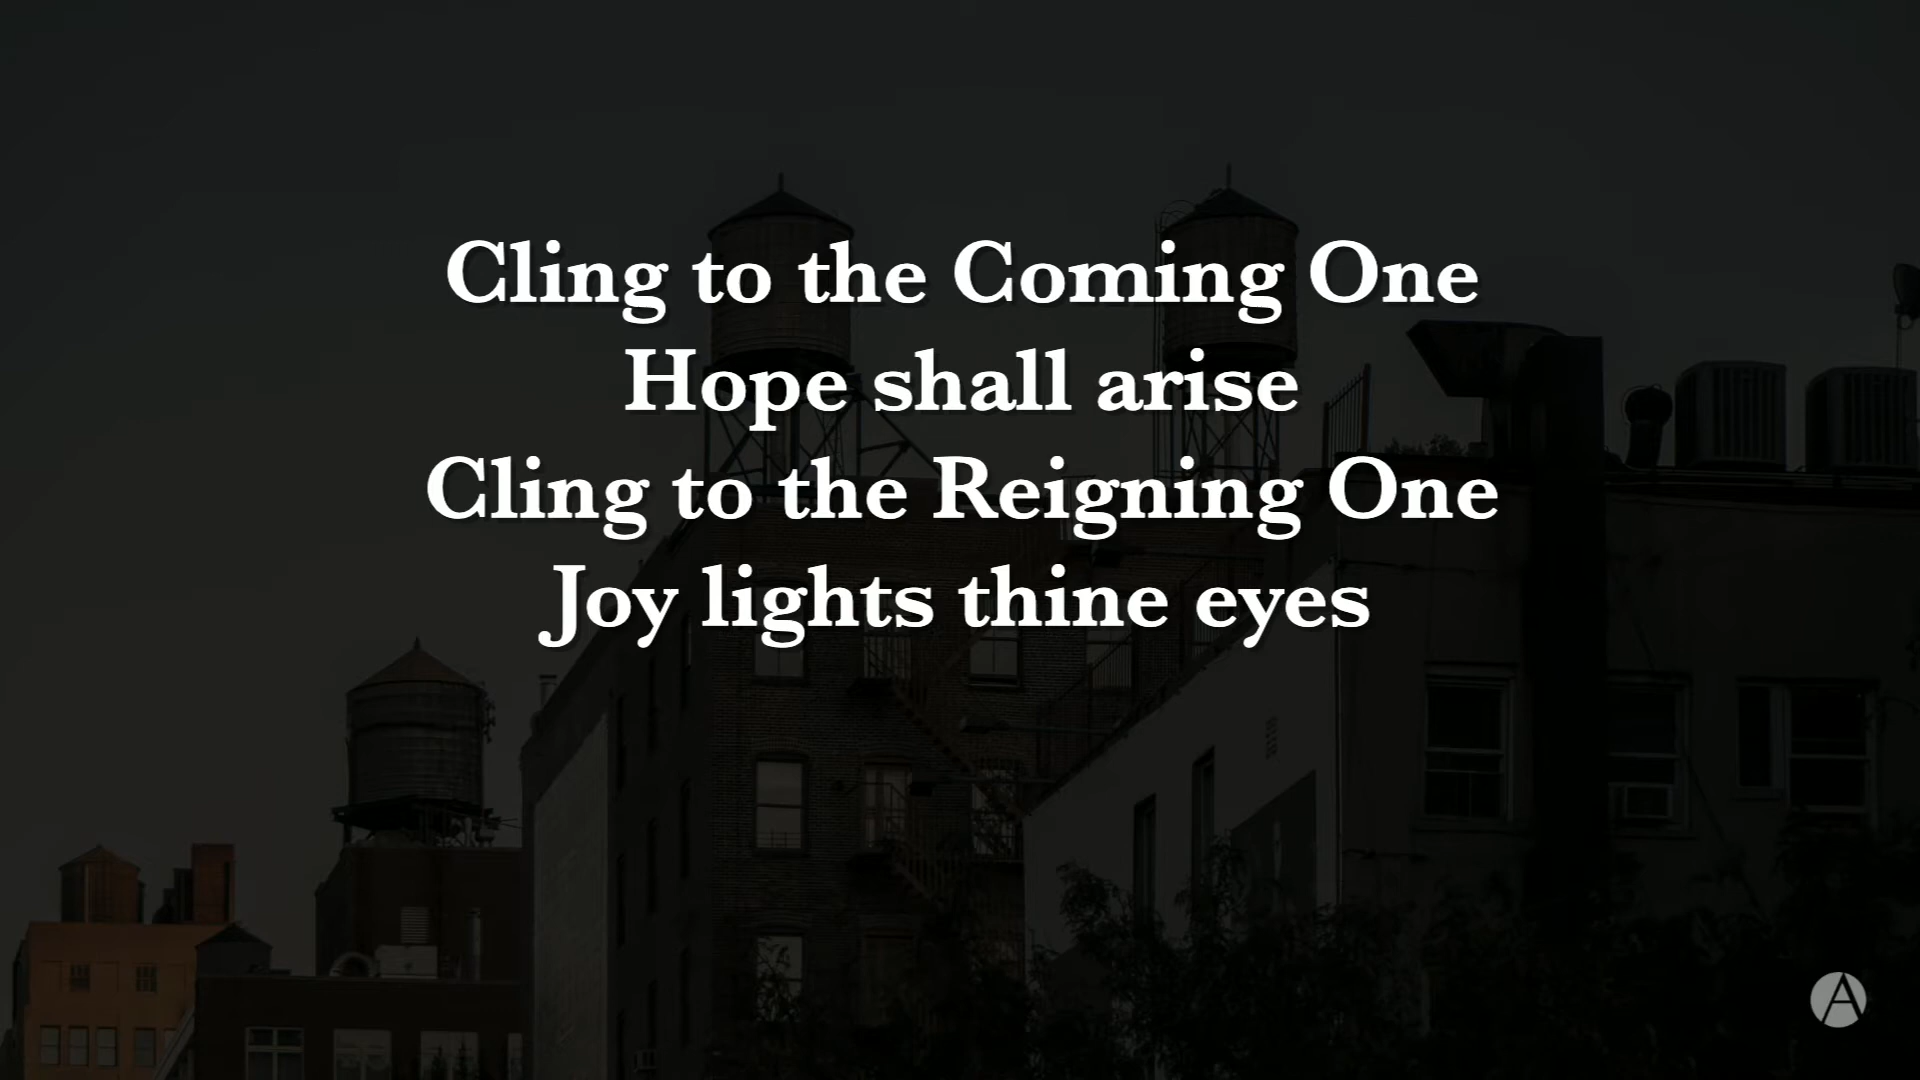 Cling to the Coming One
Hope shall arise
Cling to the Reigning One
Joy lights thine eyes